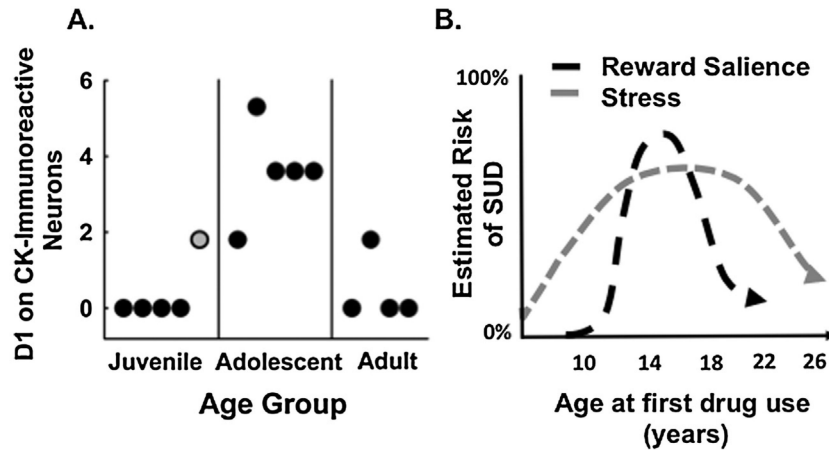 A.
D1 on CK-Immunoreactive
Neurons
6
4
2
0
Juvenile Adolescent Adult
Age Group
B.
Reward Salience
Stress
100%
Estimated Risk
of SUD
0%
10 14 18 22 26
Age at first drug use
(years)